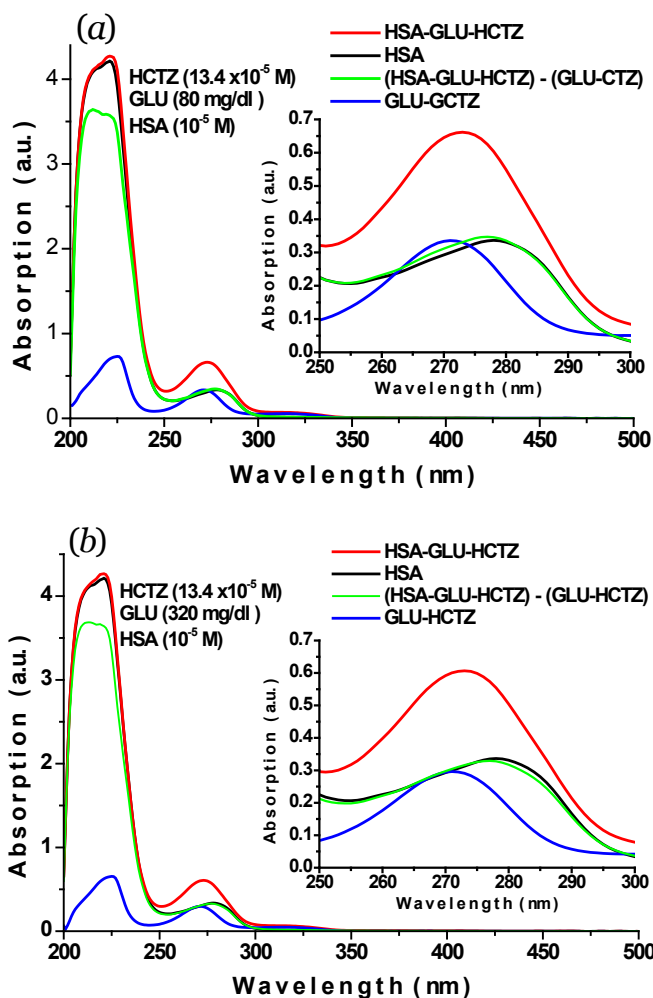 (a)
HCTZ (13.4 x10-5 M)
GLU (80 mg/dl )
HSA (10-5 M)
HSA-GLU-HCTZ
HSA
(HSA-GLU-HCTZ) - (GLU-CTZ)
GLU-GCTZ
0.7
0.6
0.5
0.4
0.3
0.2
0.1
0.0
Absorption (a.u.)
250 260 270 280 290 300
Wavelength (nm)
4
3
2
1
0
Absorption (a.u.)
200 250 300 350 400 450 500
Wavelength (nm)
(b)
HCTZ (13.4 x10-5 M)
GLU (320 mg/dl )
HSA (10-5 M)
HSA-GLU-HCTZ
HSA
(HSA-GLU-HCTZ) - (GLU-HCTZ)
GLU-HCTZ
0.7
0.6
0.5
0.4
0.3
0.2
0.1
0.0
Absorption (a.u.)
250 260 270 280 290 300
Wavelength (nm)
4
3
2
1
0
Absorption (a.u.)
200 250 300 350 400 450 500
Wavelength (nm)